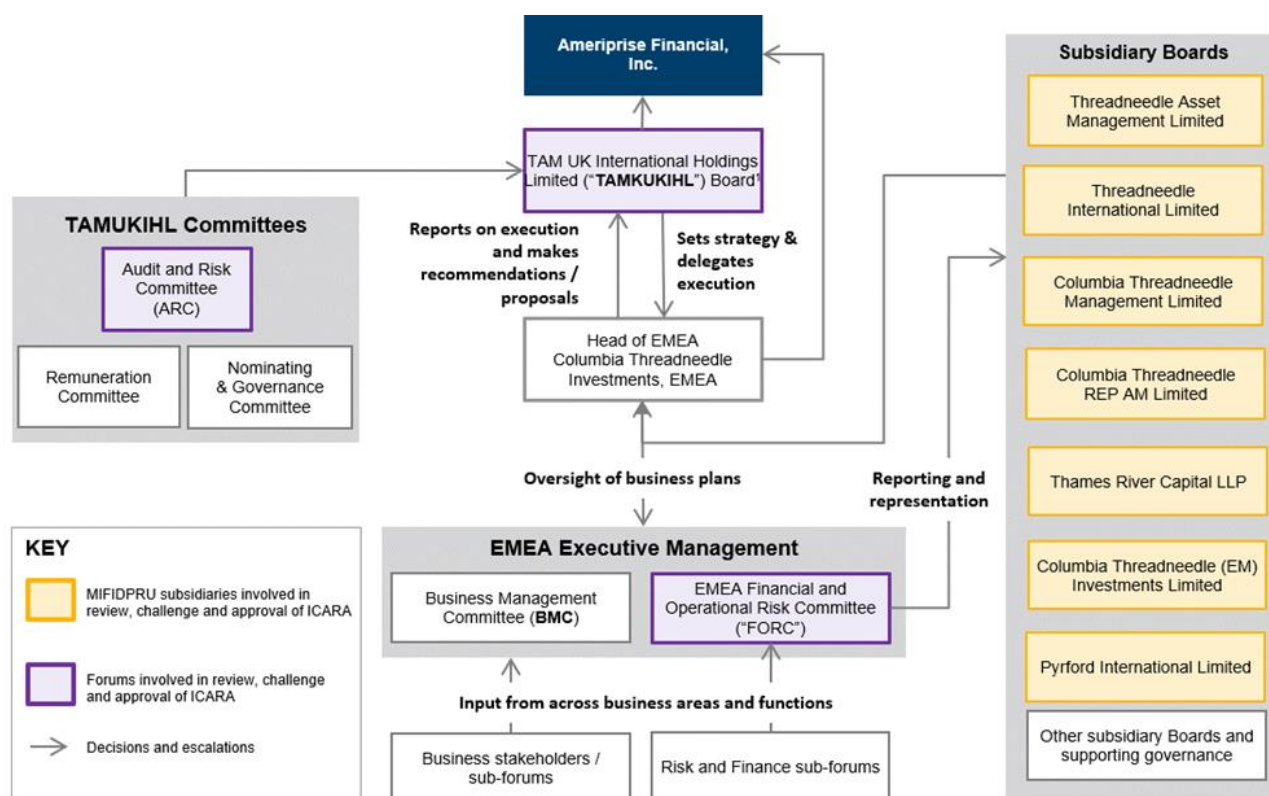 Ameriprise Financial,
Inc.
TAM UK International Holdings
Limited (“TAMKUKIHL”) Board¹
TAMUKIHL Committees
Audit and Risk
Committee
(ARC)
Remuneration
Committee
Nominating
& Governance
Committee
Reports on execution
and makes
recommendations /
proposals
Sets strategy &
delegates
execution
Head of EMEA
Columbia Threadneedle
Investments, EMEA
Oversight of business plans
Reporting and
representation
EMEA Executive Management
Business Management
Committee (BMC)
EMEA Financial and
Operational Risk Committee
(“FORC”)
Input from across business areas and functions
Business stakeholders /
sub-forums
Risk and Finance sub-forums
Subsidiary Boards
Threadneedle Asset
Management Limited
Threadneedle
International Limited
Columbia Threadneedle
Management Limited
Columbia Threadneedle
REP AM Limited
Thames River Capital LLP
Columbia Threadneedle (EM)
Investments Limited
Pyrford International Limited
Other subsidiary Boards and
supporting governance
KEY
MIFIDPRU subsidiaries involved in
review, challenge and approval of ICARA
Forums involved in review, challenge
and approval of ICARA
Decisions and escalations